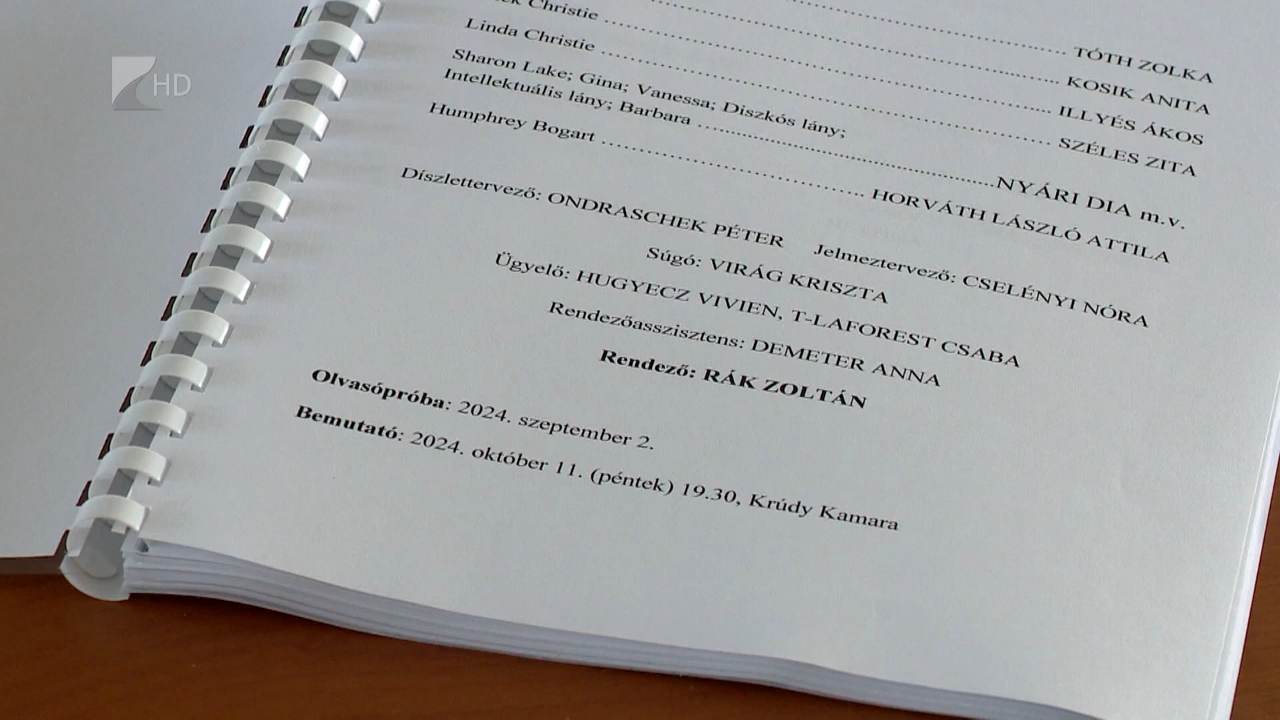 TÓTH ZOLKA
KOSIK ANITA
Christie ILLYÉS ÁKOS
Linda Christie SZÉLES ZITA
Sharon Lake; Gina; Vanessa; Diszkós lány;
Intellektuális lány; Barbara NYÁRI DIA m.v.
Humphrey Bogart HORVÁTH LÁSZLÓ ATTILA
Díszlettervező: ONDRASCHEK PÉTER Jelmeztervező: CSELÉNYI NÓRA
Súgó: VIRÁG KRISZTA
Ügyelő: HUGYECZ VIVIEN, T-LAFOREST CSABA
Rendezőasszisztens: DEMETER ANNA
Rendező: RÁK ZOLTÁN
Olvasópróba: 2024. szeptember 2.
Bemutató: 2024. október 11. (péntek) 19.30, Krúdy Kamara
HD